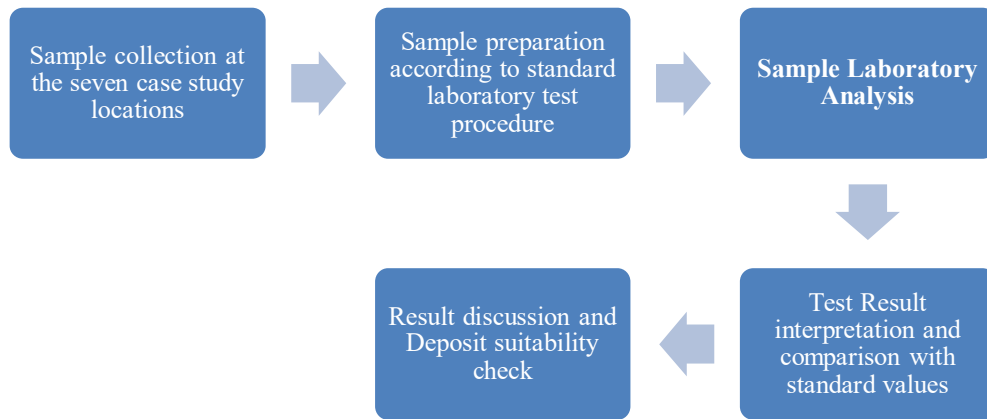 Sample collection at
the seven case study
locations
Sample preparation
according to standard
laboratory test
procedure
Sample Laboratory
Analysis
Test Result
interpretation and
comparison with
standard values
Result discussion and
Deposit suitability
check